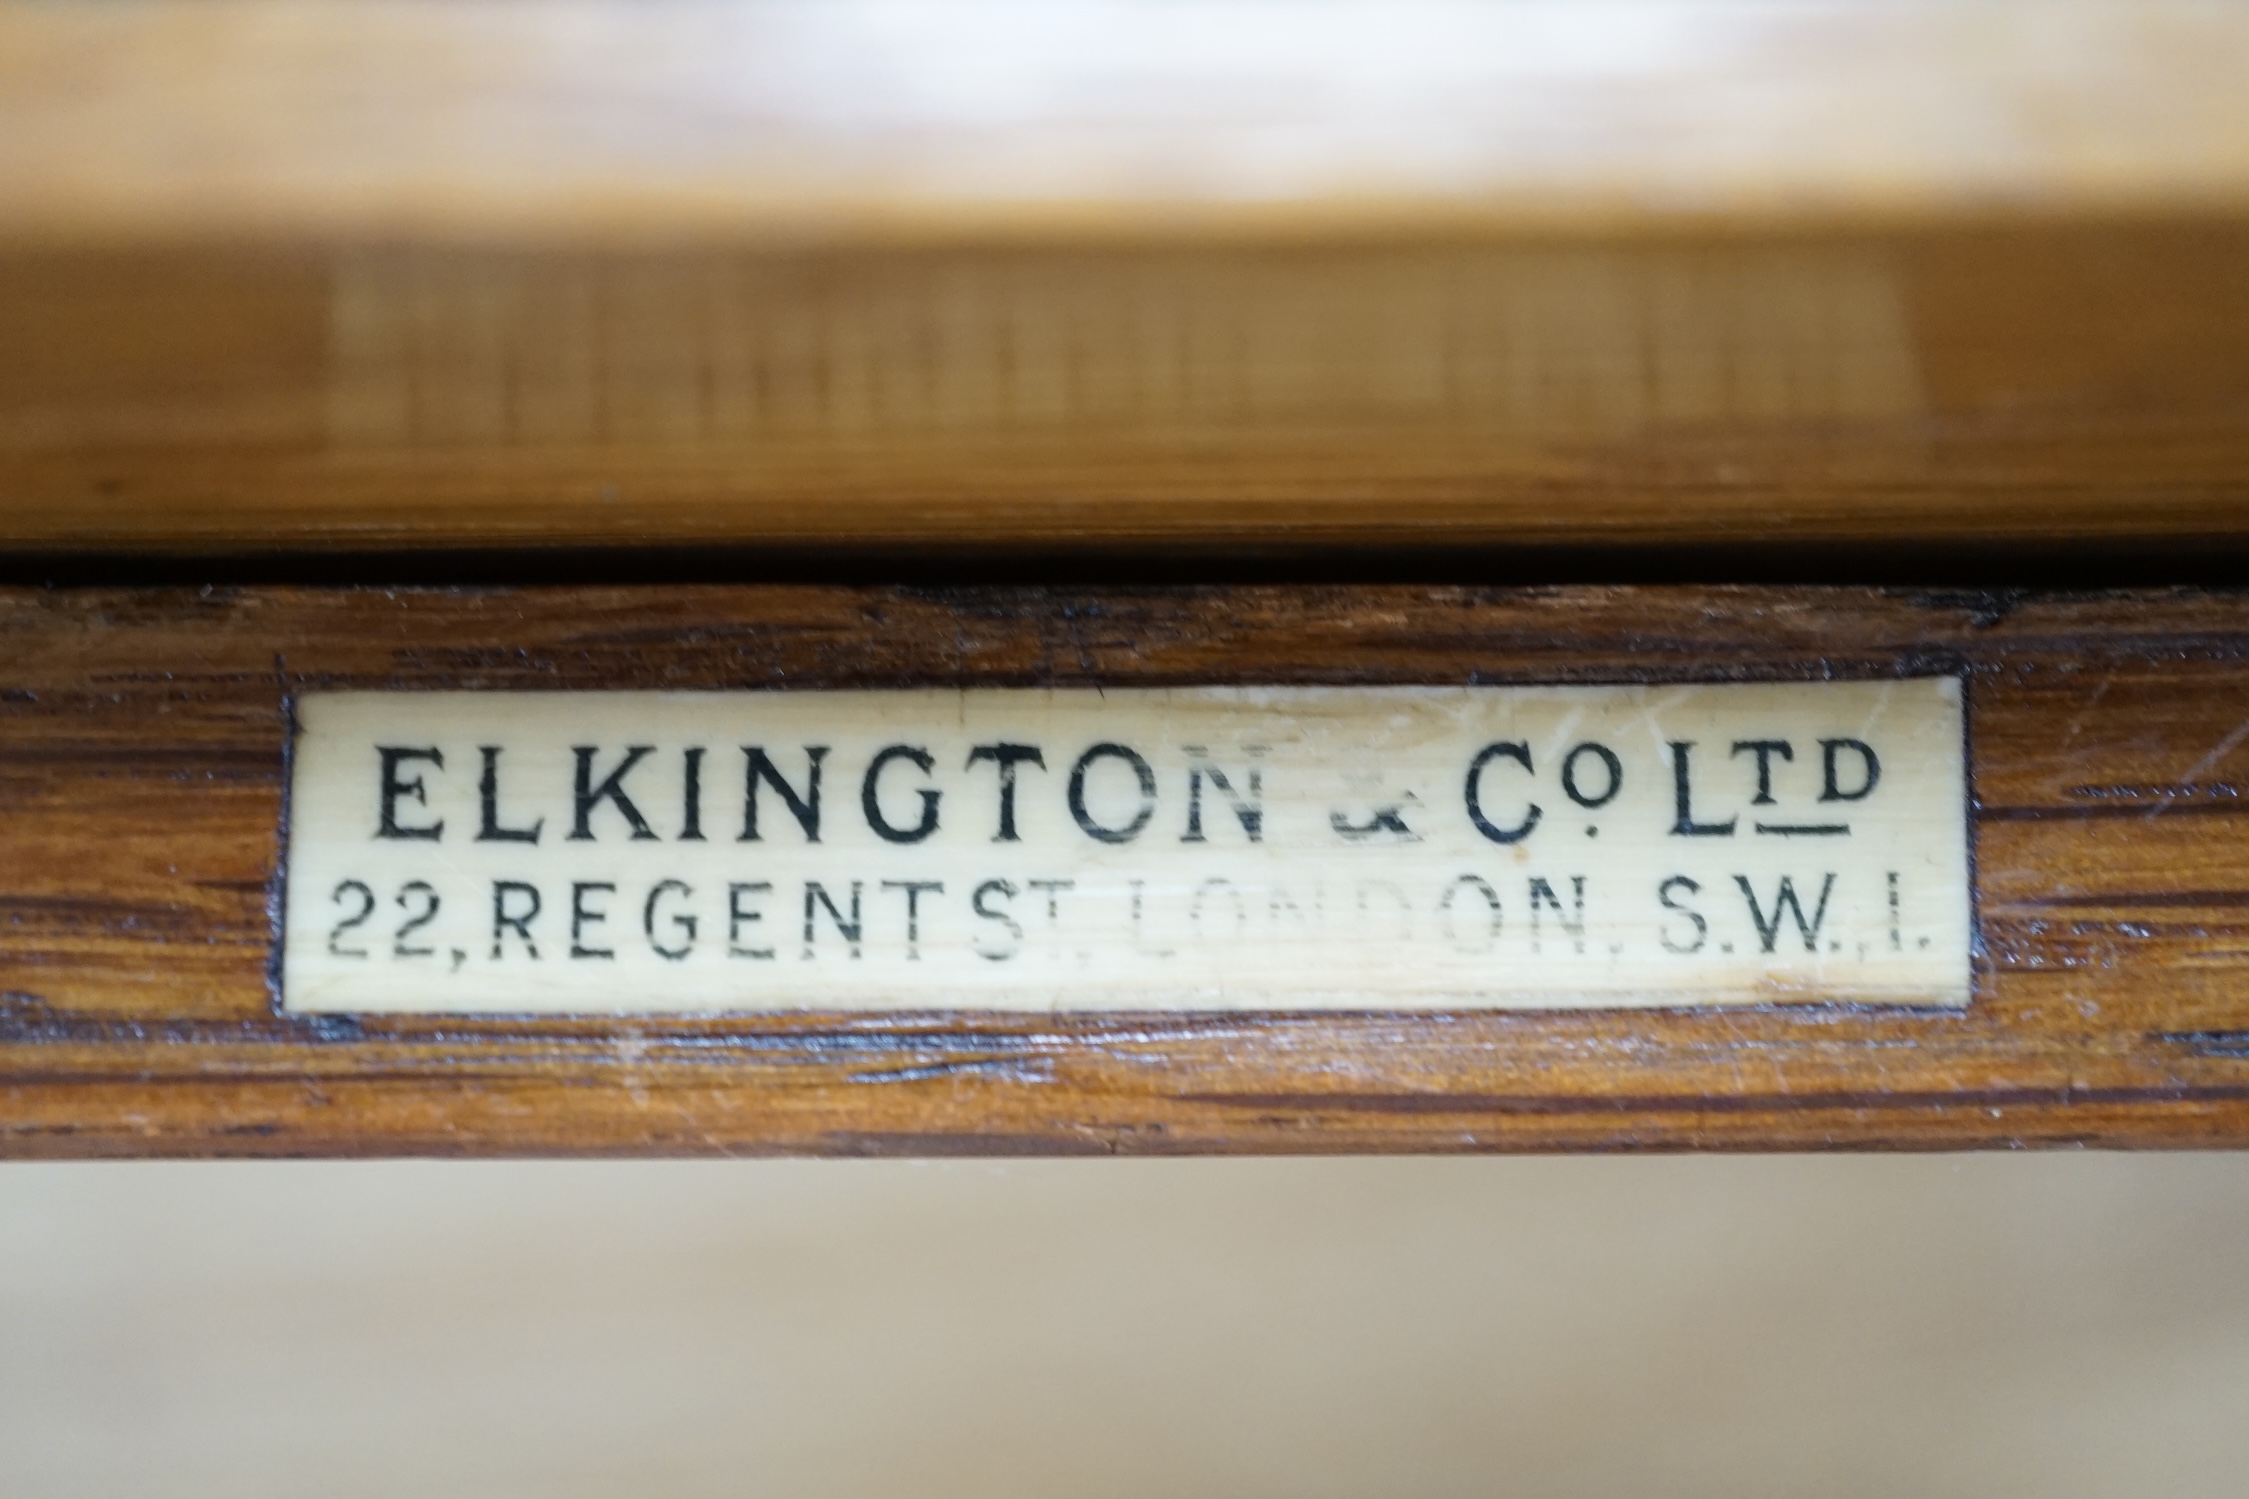 ELKINGTON & Co. LTD
22, REGENT ST. LONDON. S.W.1.